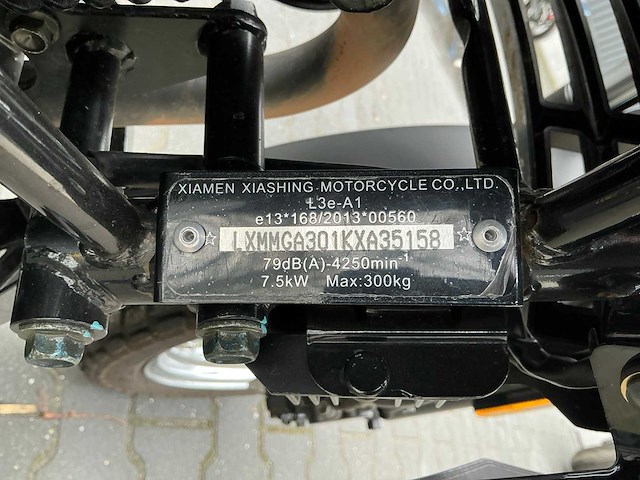 XIAMEN XIASHING MOTORCYCLE CO.,LTD.
L3e-A1
e13*168/2013*00560
☆LXMMGA301KXA35158☆
79dB(A)-4250min⁻¹
7.5kW Max:300kg